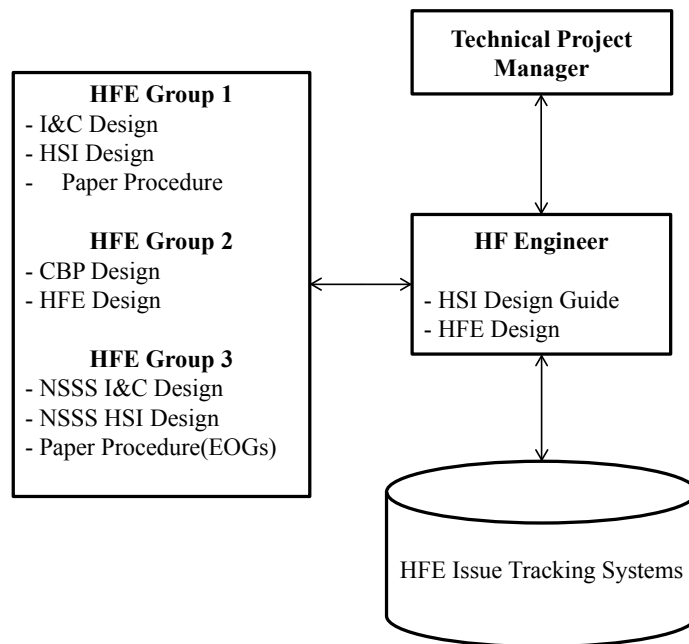 Technical Project
Manager
HFE Group 1
- I&C Design
- HSI Design
- Paper Procedure
HFE Group 2
- CBP Design
- HFE Design
HFE Group 3
- NSSS I&C Design
- NSSS HSI Design
- Paper Procedure(EOGs)
HF Engineer
- HSI Design Guide
- HFE Design
HFE Issue Tracking Systems